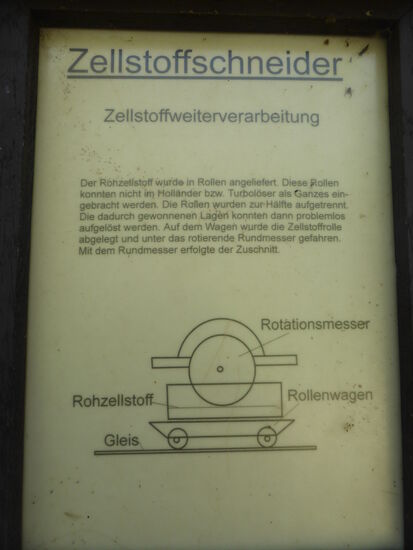 Zellstoffschneider
Zellstoffweiterverarbeitung
Der Rohzellstoff wurde in Rollen angeliefert. Diese Rollen
konnten nicht im Holländer bzw. Turbolöser als Ganzes ein-
gebracht werden. Die Rollen wurden zur Hälfte aufgetrennt.
Die dadurch gewonnenen Lagen konnten dann problemlos
aufgelöst werden. Auf dem Wagen wurde die Zellstoffrolle
abgelegt und unter das rotierende Rundmesser gefahren.
Mit dem Rundmesser erfolgte der Zuschnitt.
Rotationsmesser
Rohzellstoff
Rollenwagen
Gleis